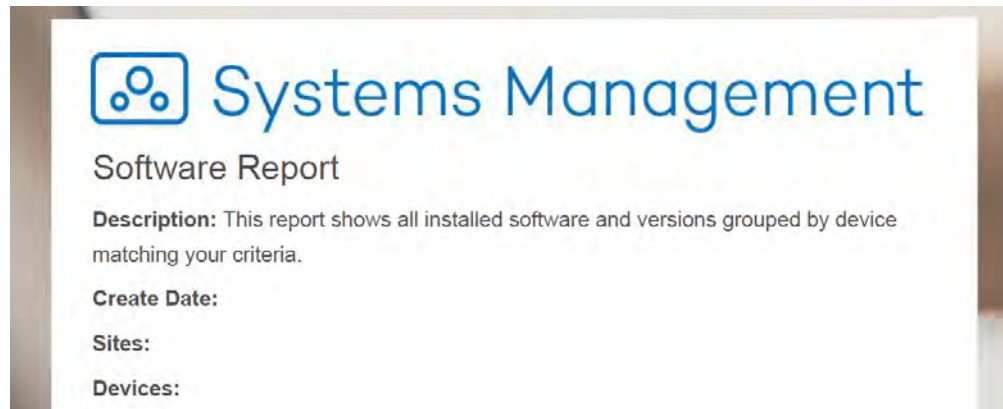 Systems Management
Software Report
Description: This report shows all installed software and versions grouped by device
matching your criteria.
Create Date:
Sites:
Devices: